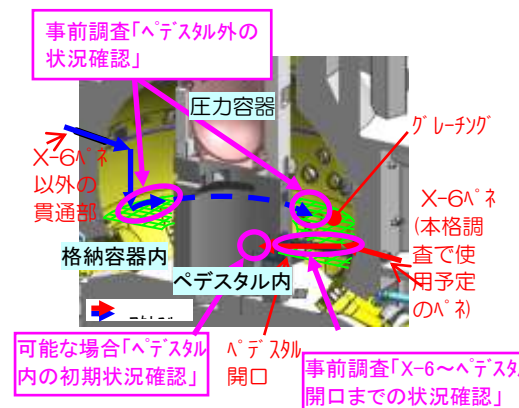 事前調査「ﾍﾟﾃﾞｽﾀﾙ外の
状況確認」
圧力容器
ｸﾞﾚｰﾁﾝｸﾞ
X-6ﾍﾟﾈ
以外の
貫通部
X-6ﾍﾟﾈ
(本格調
査で使
用予定
のﾍﾟﾈ)
格納容器内
ペデスタル内
可能な場合「ﾍﾟﾃﾞｽﾀﾙ
内の初期状況確認」
ﾍﾟﾃﾞｽﾀﾙ
開口
事前調査「X-6～ﾍﾟﾃﾞｽﾀﾙ
開口までの状況確認」